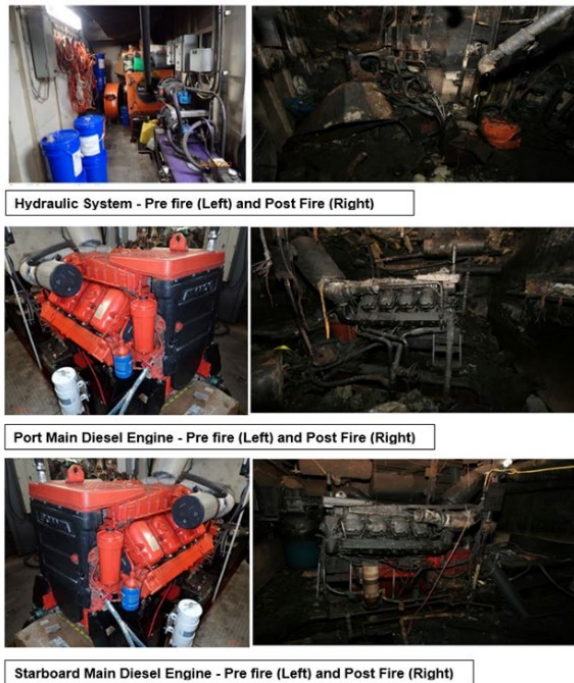 Hydraulic System - Pre fire (Left) and Post Fire (Right)
Port Main Diesel Engine - Pre fire (Left) and Post Fire (Right)
SCANIA
Starboard Main Diesel Engine - Pre fire (Left) and Post Fire (Right)